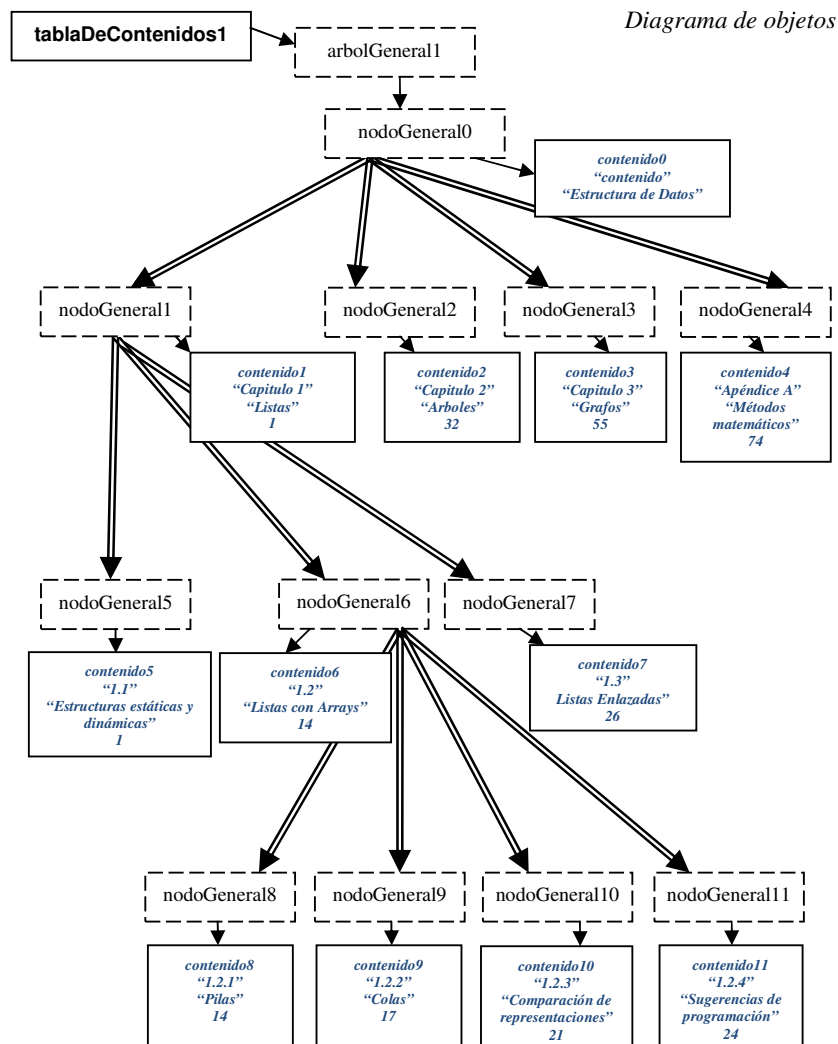 Diagrama de objetos
tablaDeContenidos1
arbolGeneral1
nodoGeneral0
contenido0
“contenido”
“Estructura de Datos”
nodoGeneral1
nodoGeneral2
nodoGeneral3
nodoGeneral4
contenido1
“Capitulo 1”
“Listas”
1
contenido2
“Capitulo 2”
“Arboles”
32
contenido3
“Capitulo 3”
“Grafos”
55
contenido4
“Apéndice A”
“Métodos
matemáticos”
74
nodoGeneral5
nodoGeneral6
nodoGeneral7
contenido5
“1.1”
“Estructuras estáticas y
dinámicas”
1
contenido6
“1.2”
“Listas con Arrays”
14
contenido7
“1.3”
Listas Enlazadas”
26
nodoGeneral8
nodoGeneral9
nodoGeneral10
nodoGeneral11
contenido8
“1.2.1”
“Pilas”
14
contenido9
“1.2.2”
“Colas”
17
contenido10
“1.2.3”
“Comparación de
representaciones”
21
contenido11
“1.2.4”
“Sugerencias de
programación”
24